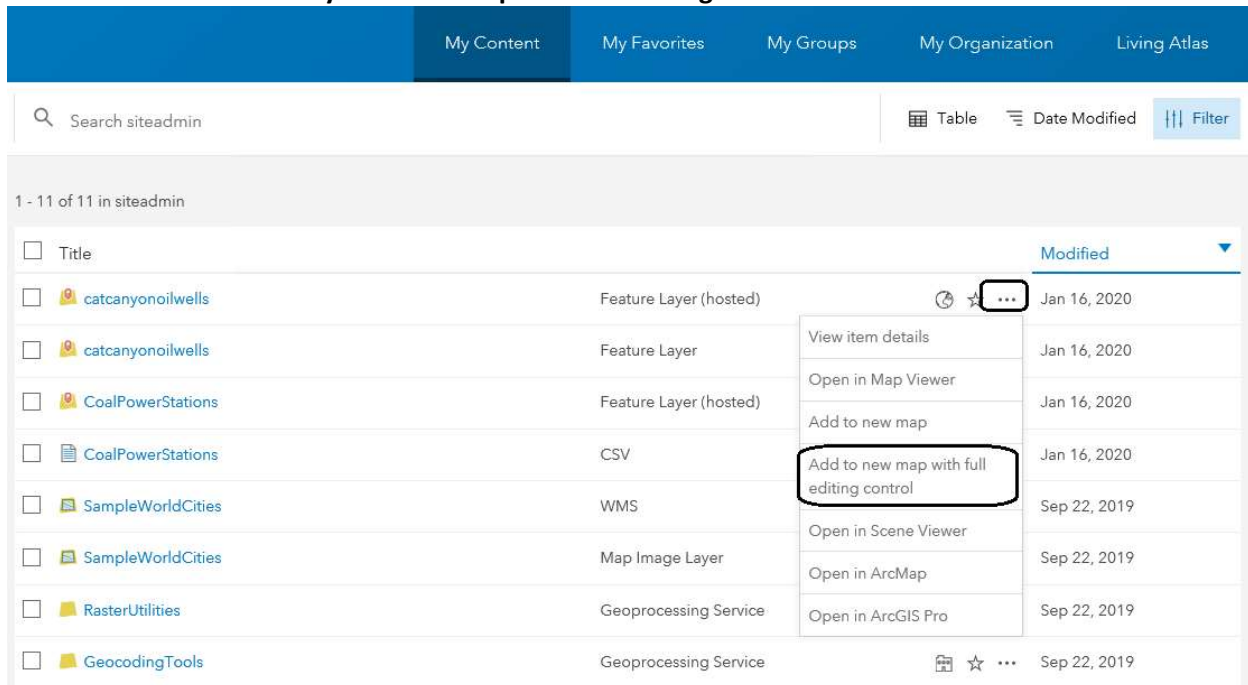 My Content My Favorites My Groups My Organization Living Atlas
Search siteadmin Table Date Modified Filter
1 - 11 of 11 in siteadmin
Title Modified
catcanyonoilwells Feature Layer (hosted) ... Jan 16, 2020
View item details
catcanyonoilwells Feature Layer Jan 16, 2020
Open in Map Viewer
CoalPowerStations Feature Layer (hosted) Jan 16, 2020
Add to new map
CoalPowerStations CSV Jan 16, 2020
Add to new map with full
editing control
SampleWorldCities WMS Sep 22, 2019
Open in Scene Viewer
SampleWorldCities Map Image Layer Sep 22, 2019
Open in ArcMap
RasterUtilities Geoprocessing Service Sep 22, 2019
Open in ArcGIS Pro
GeocodingTools Geoprocessing Service ... Sep 22, 2019